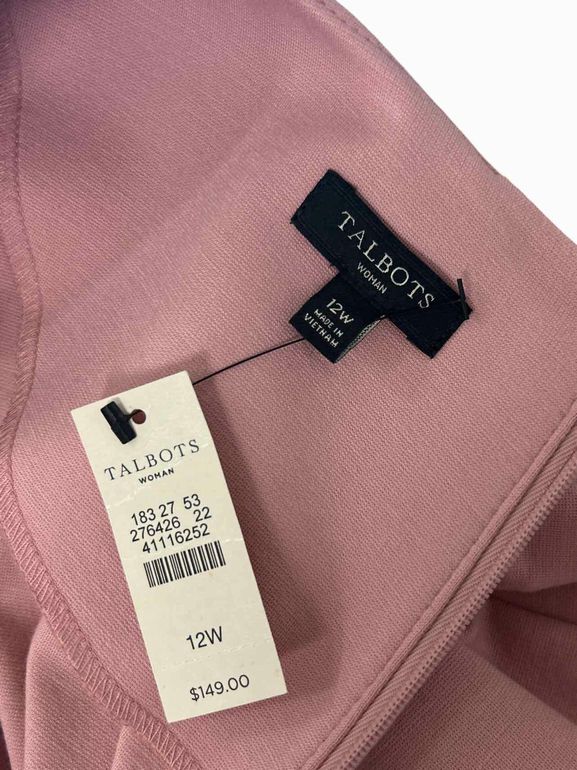 TALBOTS
WOMAN
12W
MADE IN
VIETNAM
TALBOTS
WOMAN
183 27 53
276426 22
41116252
12W
$149.00